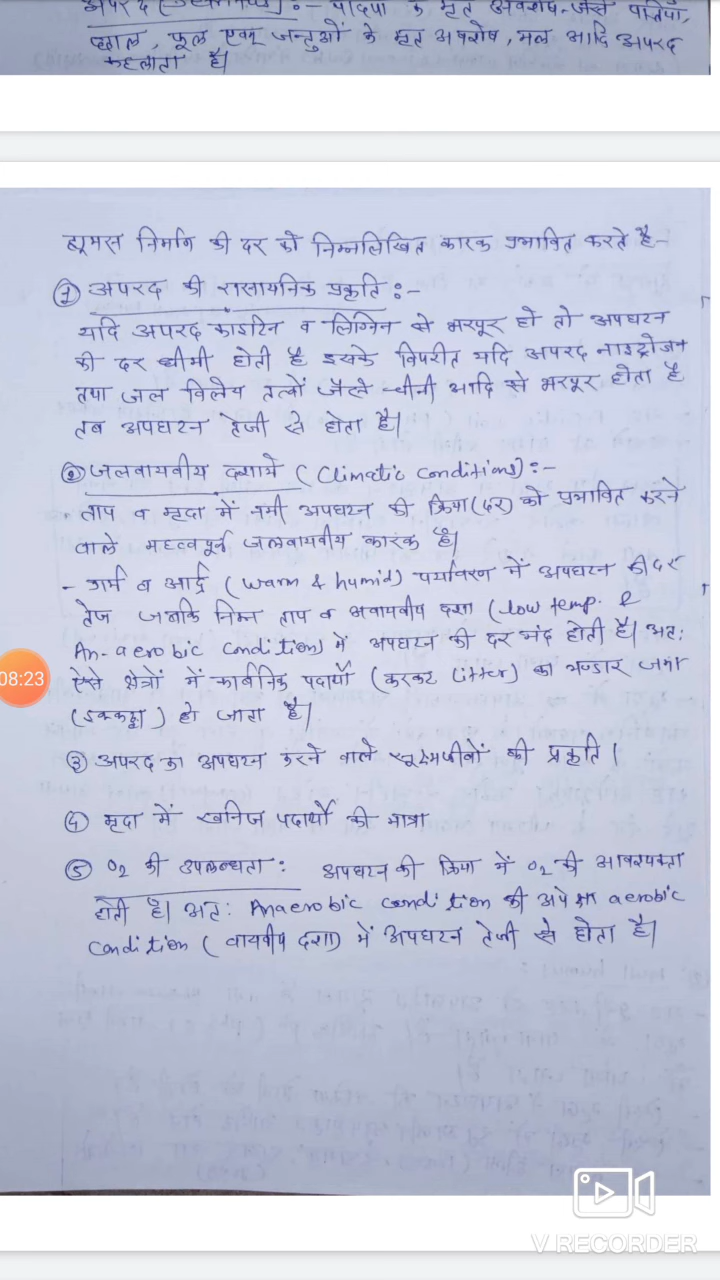 अपरद (Detritus) :- पादपों के मृत अवशेष जैसे पत्तियाँ,
छाल, फूल एवम् जन्तुओं के मृत अवशेष, मल आदि अपरद
कहलाता है।
ह्यूमस निर्माण की दर को निम्नलिखित कारक प्रभावित करते है-
① अपरद की रासायनिक प्रकृति :-
यदि अपरद काइटिन व लिग्निन से भरपूर हो तो अपघटन
की दर धीमी होती है इसके विपरीत यदि अपरद नाइट्रोजन
तथा जल विलेय तत्वों जैसे चीनी आदि से भरपूर होता है
तब अपघटन तेजी से होता है।
② जलवायवीय दशायें (Climatic Conditions) :-
ताप व मृदा में नमी अपघटन की क्रिया (दर) को प्रभावित करने
वाले महत्वपूर्ण जलवायवीय कारक है।
- गर्म व आर्द्र (warm & humid) पर्यावरण में अपघटन की दर
तेज जबकि निम्न ताप व अवायवीय दशा (low temp. &
An-aerobic Condition) में अपघटन की दर मंद होती है। अतः
ऐसे क्षेत्रों में कार्बनिक पदार्थों (करकट litter) का भण्डार जमा
(इक्कट्ठा) हो जाता है।
③ अपरद का अपघटन करने वाले सूक्ष्मजीवों की प्रकृति।
④ मृदा में खनिज पदार्थों की मात्रा
⑤ O₂ की उपलब्धता : अपघटन की क्रिया में O₂ की आवश्यकता
होती है। अतः Anaerobic condition की अपेक्षा aerobic
Condition (वायवीय दशा) में अपघटन तेजी से होता है।
08:23
V RECORDER